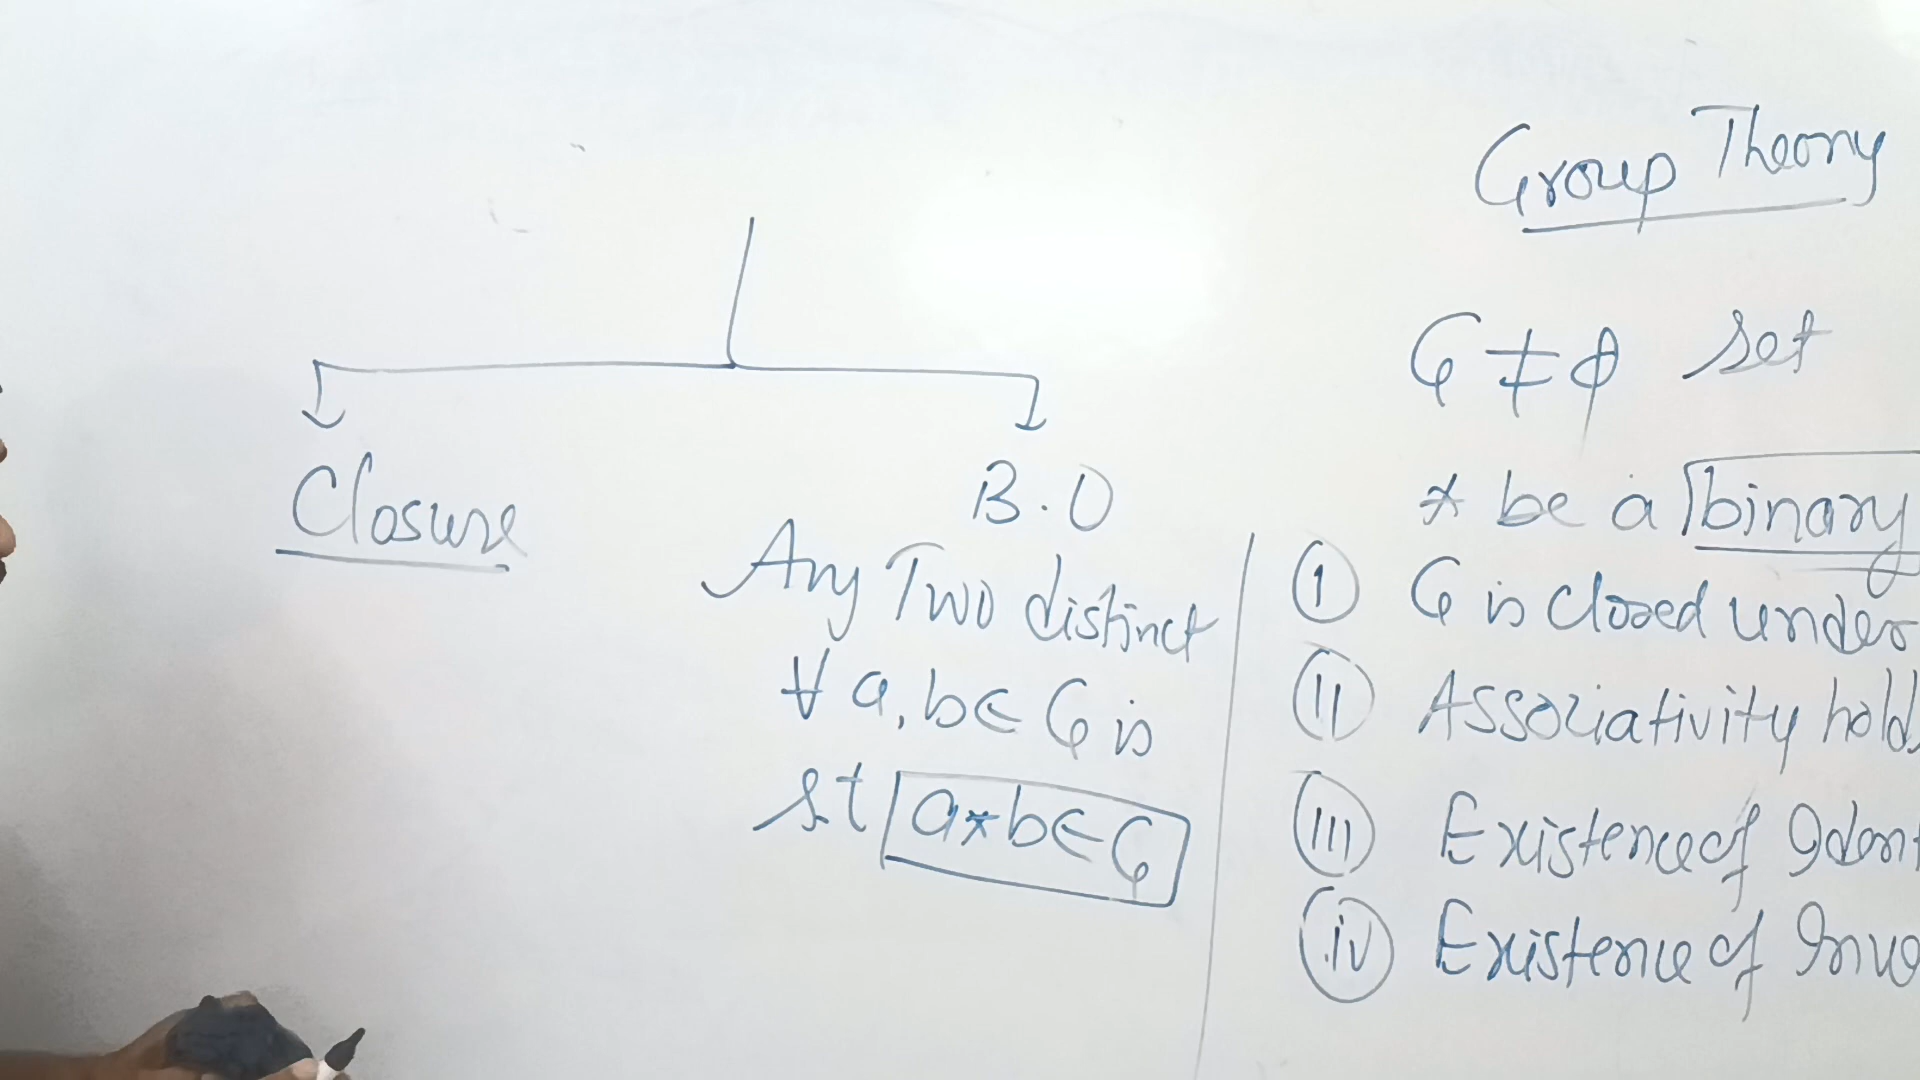 Group Theory
G ≠ ϕ set
* be a binary
Closure
B.O
Any Two distinct
∀ a, b ∈ G is
st a*b ∈ G
(I) G is closed under
(II) Associativity hold
(III) Existence of
(iv) Existence of